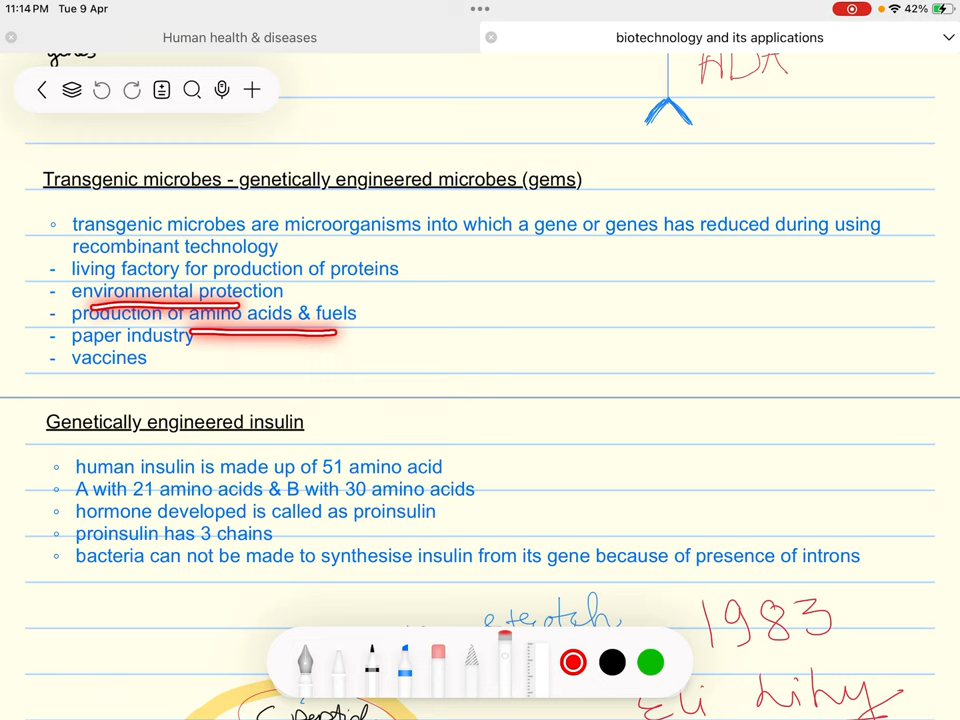 11:14 PM Tue 9 Apr
42%
Human health & diseases
biotechnology and its applications
ADA
Transgenic microbes - genetically engineered microbes (gems)
◦ transgenic microbes are microorganisms into which a gene or genes has reduced during using
recombinant technology
- living factory for production of proteins
- environmental protection
- production of amino acids & fuels
- paper industry
- vaccines
Genetically engineered insulin
◦ human insulin is made up of 51 amino acid
◦ A with 21 amino acids & B with 30 amino acids
◦ hormone developed is called as proinsulin
◦ proinsulin has 3 chains
◦ bacteria can not be made to synthesise insulin from its gene because of presence of introns
1983
Eli